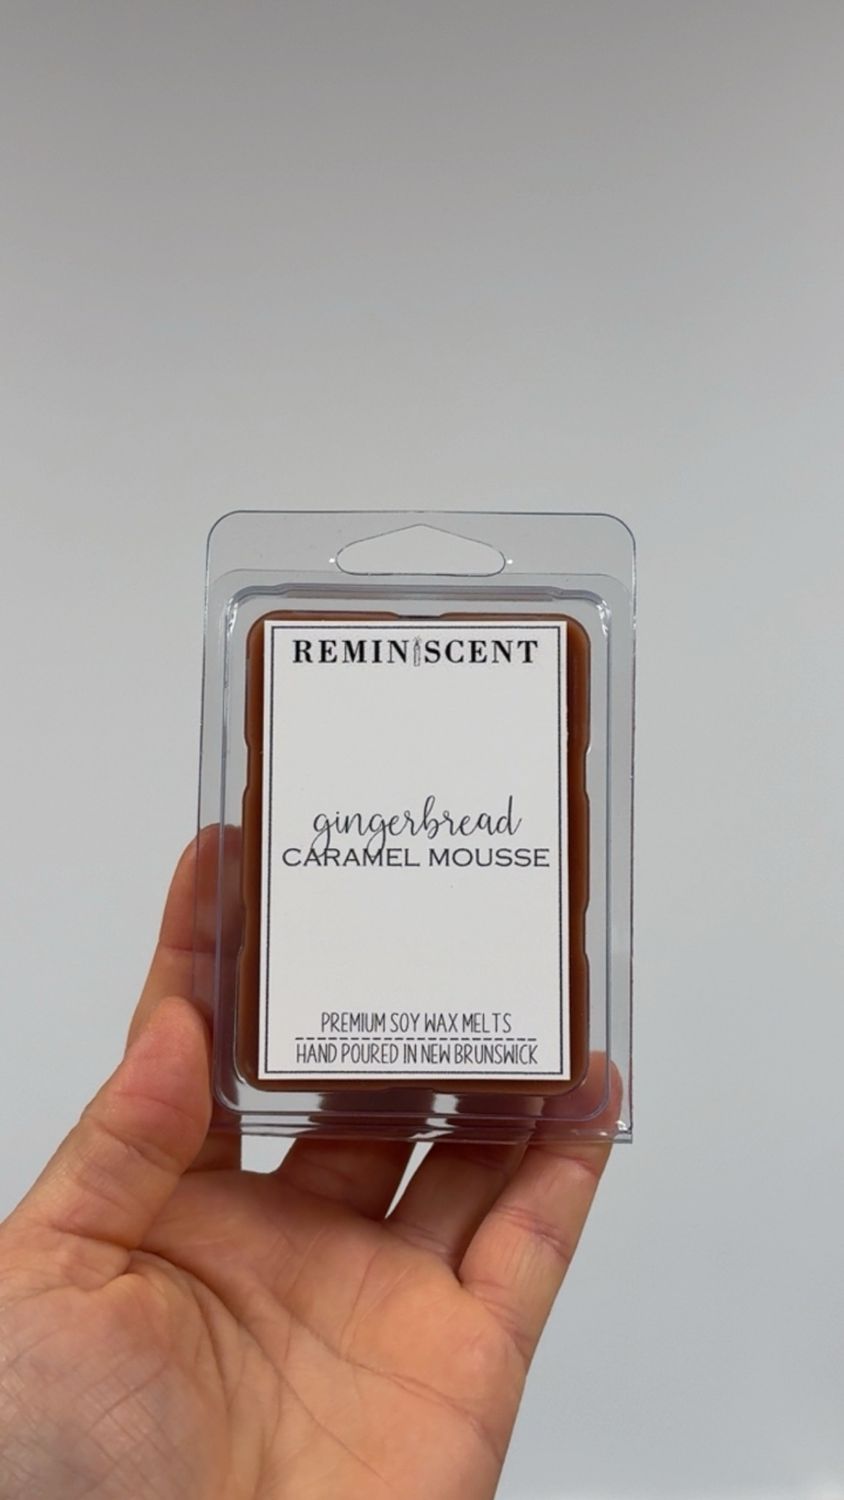 REMINISCENT
gingerbread
CARAMEL MOUSSE
PREMIUM SOY WAX MELTS
HAND POURED IN NEW BRUNSWICK